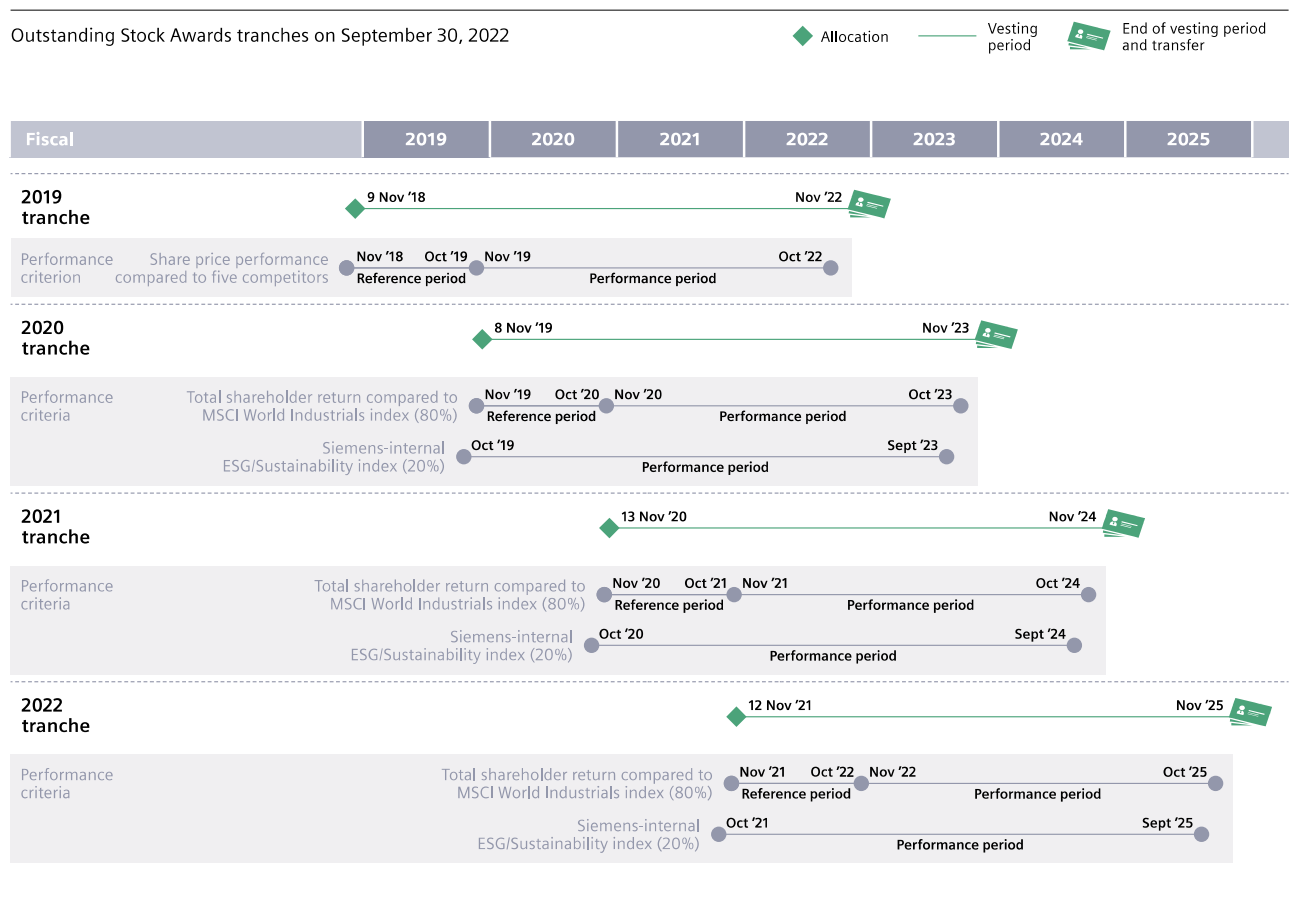 Outstanding Stock Awards tranches on September 30, 2022
Allocation
Vesting
period
End of vesting period
and transfer
Fiscal 2019 2020 2021 2022 2023 2024 2025
2019
tranche
9 Nov ’18 Nov ’22
Performance
criterion
Share price performance
compared to five competitors
Nov ’18 Oct ’19 Nov ’19 Oct ’22
Reference period Performance period
2020
tranche
8 Nov ’19 Nov ’23
Performance
criteria
Total shareholder return compared to
MSCI World Industrials index (80%)
Nov ’19 Oct ’20 Nov ’20 Oct ’23
Reference period Performance period
Siemens-internal
ESG/Sustainability index (20%)
Oct ’19 Sept ’23
Performance period
2021
tranche
13 Nov ’20 Nov ’24
Performance
criteria
Total shareholder return compared to
MSCI World Industrials index (80%)
Nov ’20 Oct ’21 Nov ’21 Oct ’24
Reference period Performance period
Siemens-internal
ESG/Sustainability index (20%)
Oct ’20 Sept ’24
Performance period
2022
tranche
12 Nov ’21 Nov ’25
Performance
criteria
Total shareholder return compared to
MSCI World Industrials index (80%)
Nov ’21 Oct ’22 Nov ’22 Oct ’25
Reference period Performance period
Siemens-internal
ESG/Sustainability index (20%)
Oct ’21 Sept ’25
Performance period